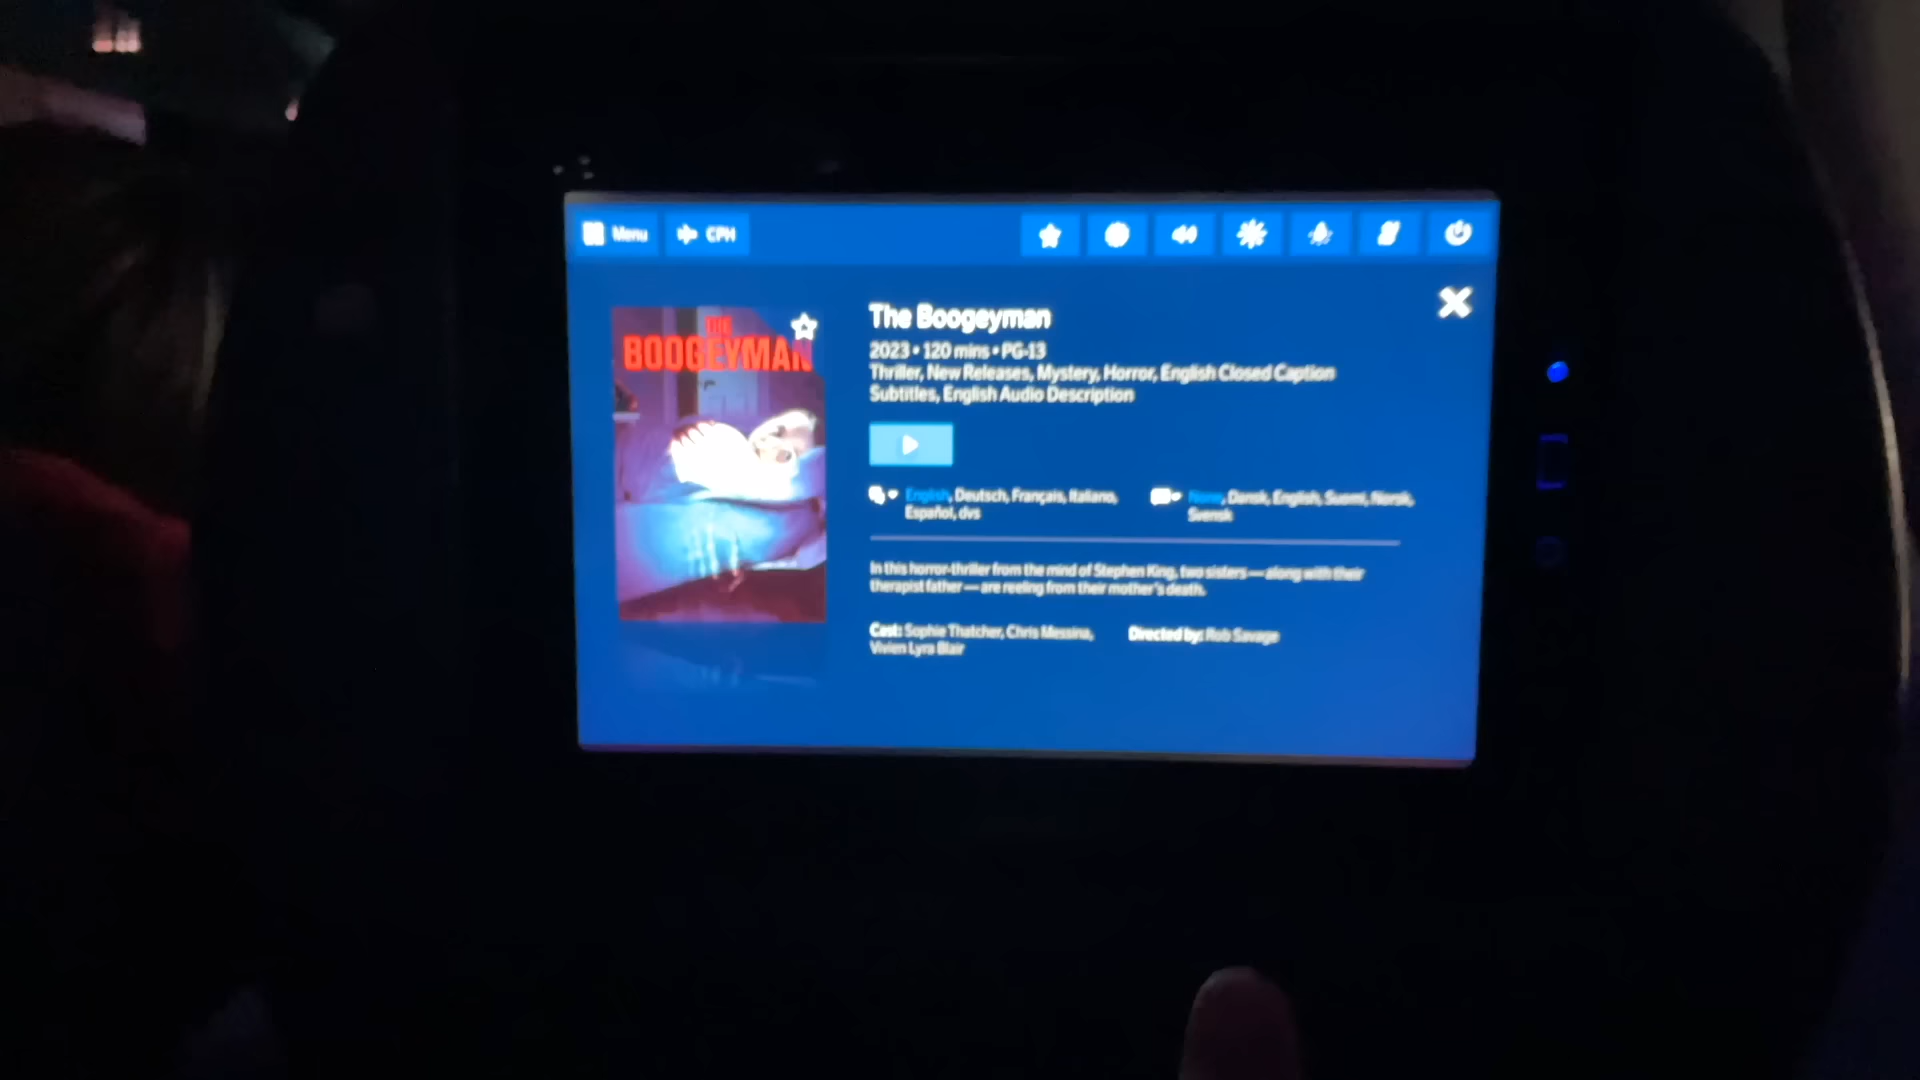 Menu
CPH
THE
BOOGEYMAN
The Boogeyman
2023 • 120 mins • PG-13
Thriller, New Releases, Mystery, Horror, English Closed Caption
Subtitles, English Audio Description
English, Deutsch, Français, Italiano,
Español, dvs
None, Dansk, English, Suomi, Norsk,
Svensk
In this horror-thriller from the mind of Stephen King, two sisters — along with their
therapist father — are reeling from their mother's death.
Cast: Sophie Thatcher, Chris Messina,
Vivien Lyra Blair
Directed by: Rob Savage